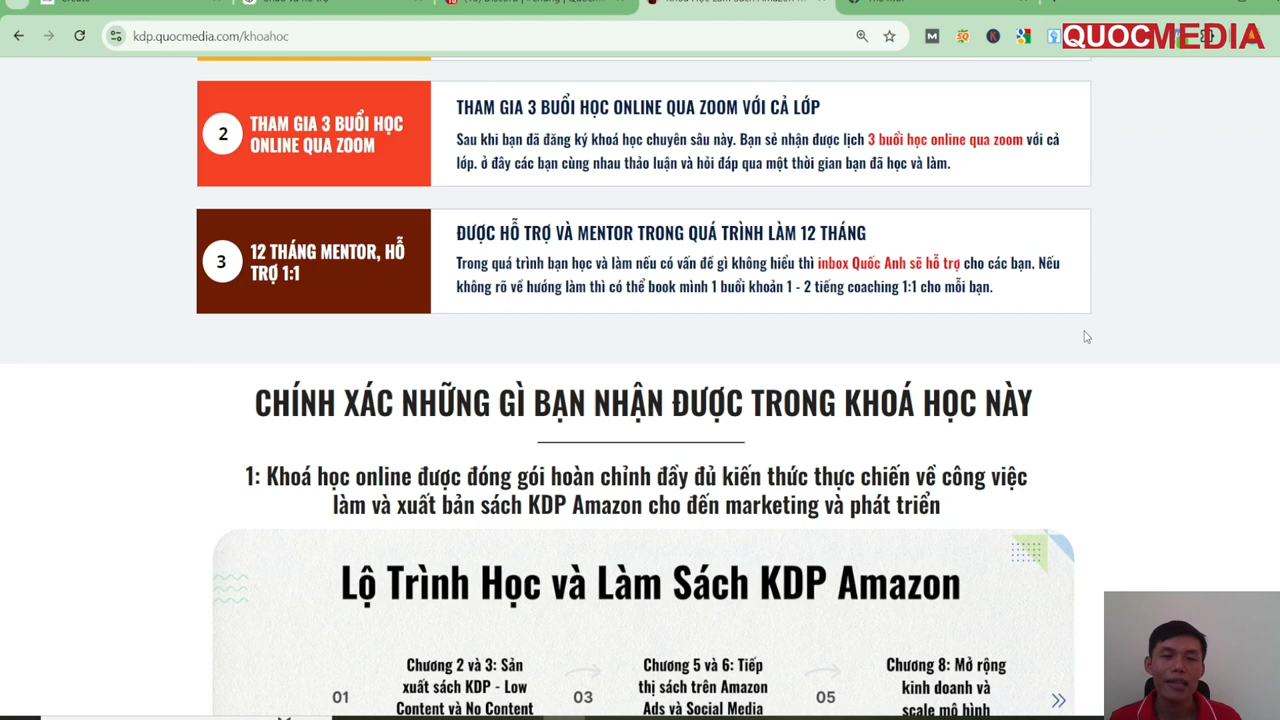 kdp.quocmedia.com/khoahoc
QUOCMEDIA
2
THAM GIA 3 BUỔI HỌC
ONLINE QUA ZOOM
THAM GIA 3 BUỔI HỌC ONLINE QUA ZOOM VỚI CẢ LỚP
Sau khi bạn đã đăng ký khoá học chuyên sâu này. Bạn sẻ nhận được lịch 3 buổi học online qua zoom với cả
lớp. ở đây các bạn cùng nhau thảo luận và hỏi đáp qua một thời gian bạn đã học và làm.
3
12 THÁNG MENTOR, HỖ
TRỢ 1:1
ĐƯỢC HỖ TRỢ VÀ MENTOR TRONG QUÁ TRÌNH LÀM 12 THÁNG
Trong quá trình bạn học và làm nếu có vấn đề gì không hiểu thì inbox Quốc Anh sẽ hỗ trợ cho các bạn. Nếu
không rõ về hướng làm thì có thể book mình 1 buổi khoản 1 - 2 tiếng coaching 1:1 cho mỗi bạn.
CHÍNH XÁC NHỮNG GÌ BẠN NHẬN ĐƯỢC TRONG KHOÁ HỌC NÀY
1: Khoá học online được đóng gói hoàn chỉnh đầy đủ kiến thức thực chiến về công việc
làm và xuất bản sách KDP Amazon cho đến marketing và phát triển
Lộ Trình Học và Làm Sách KDP Amazon
01
Chương 2 và 3: Sản
xuất sách KDP - Low
Content và No Content
03
Chương 5 và 6: Tiếp
thị sách trên Amazon
Ads và Social Media
05
Chương 8: Mở rộng
kinh doanh và
scale mô hình